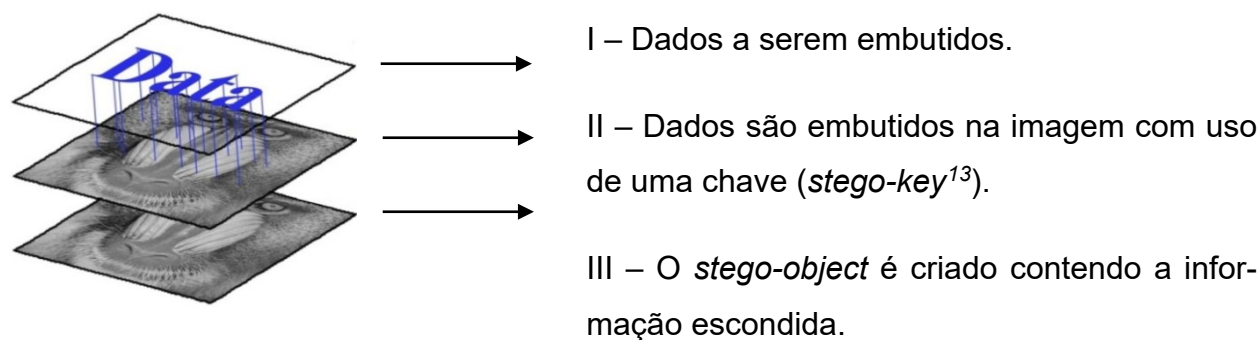 Data
I – Dados a serem embutidos.
II – Dados são embutidos na imagem com uso
de uma chave (stego-key13).
III – O stego-object é criado contendo a infor-
mação escondida.